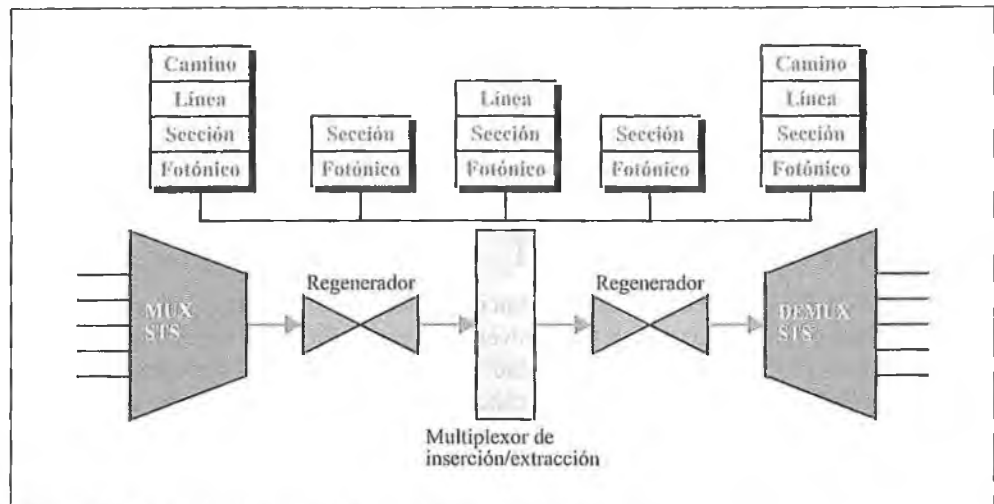 Camino
Línea
Sección
Fotónico
Sección
Fotónico
Línea
Sección
Fotónico
Sección
Fotónico
Camino
Línea
Sección
Fotónico
MUX
STS
Regenerador
Regenerador
DEMUX
STS
Multiplexor de
inserción/extracción